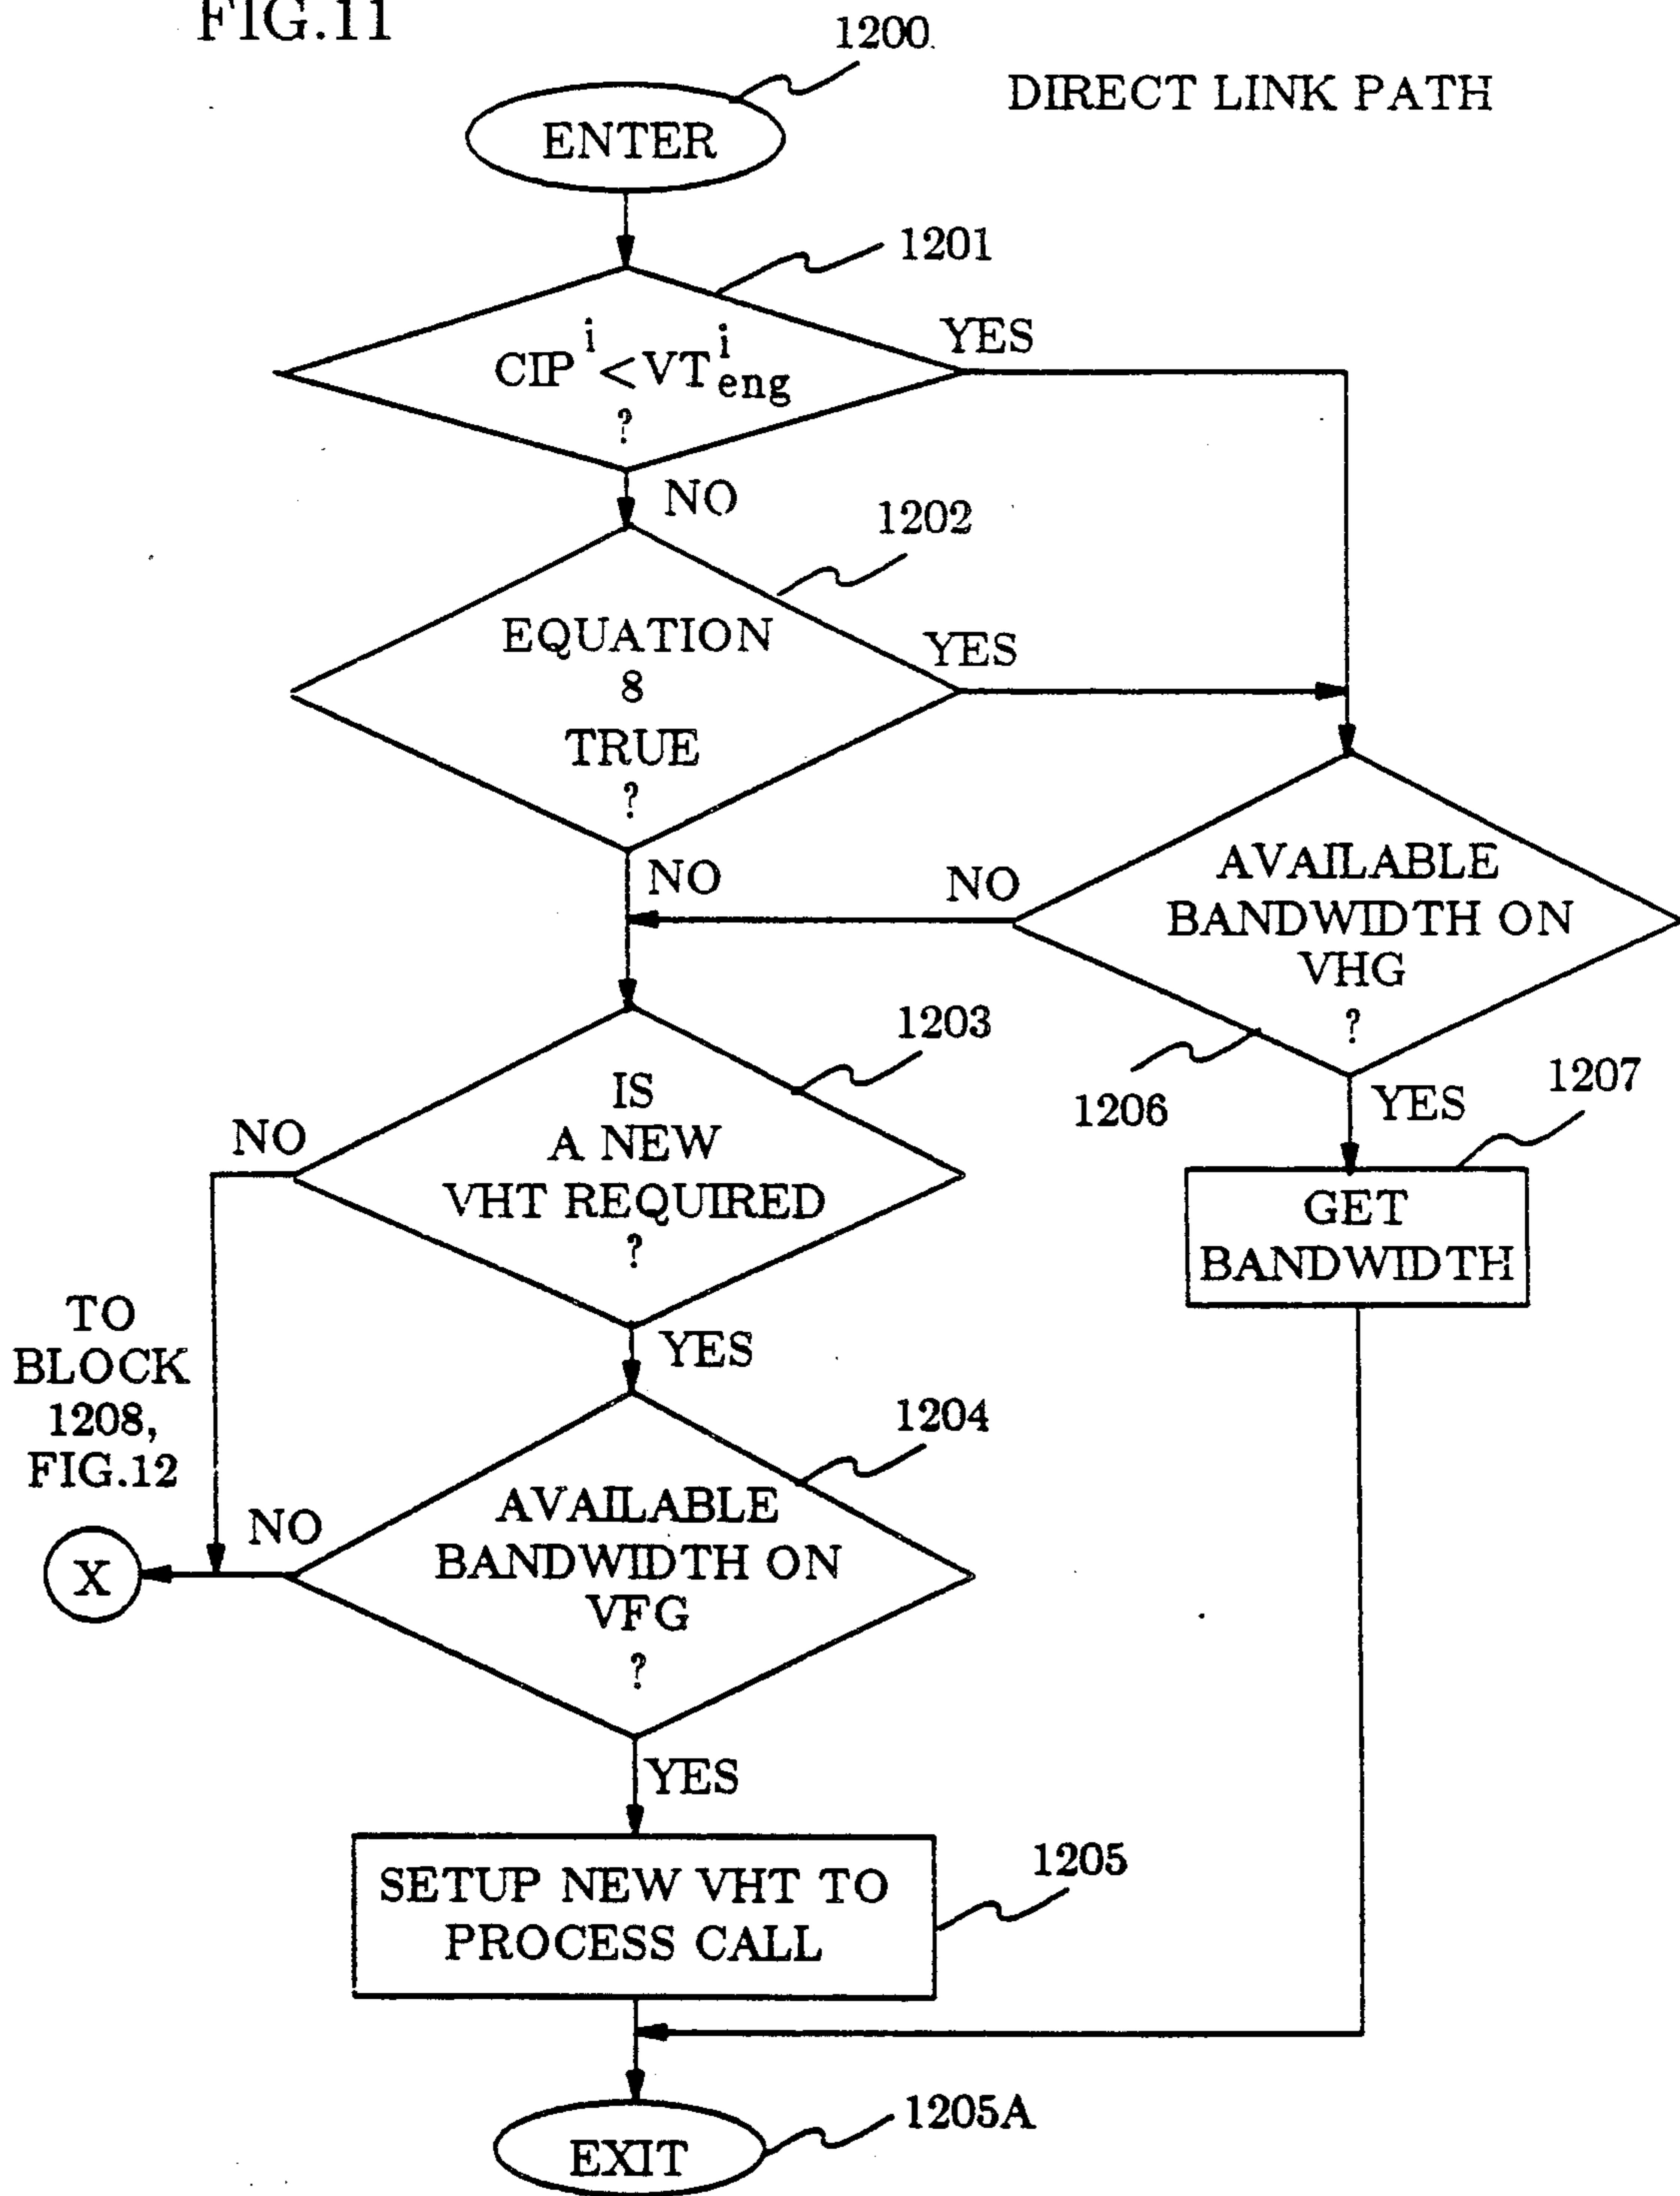 FIG.11
1200
DIRECT LINK PATH
ENTER
1201
CIP^i < VT^i_eng
?
YES
NO
1202
EQUATION
8
TRUE
?
YES
NO
NO
AVAILABLE
BANDWIDTH ON
VHG
?
1206
YES
1207
GET
BANDWIDTH
1203
IS
A NEW
VHT REQUIRED
?
NO
YES
TO
BLOCK
1208,
FIG.12
1204
AVAILABLE
BANDWIDTH ON
VFG
?
NO
X
YES
1205
SETUP NEW VHT TO
PROCESS CALL
1205A
EXIT